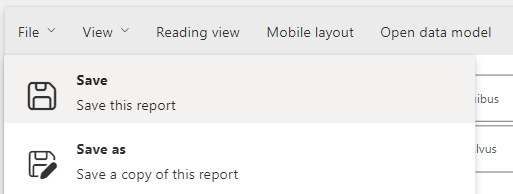 File View Reading view Mobile layout Open data model
Save
Save this report
Save as
Save a copy of this report